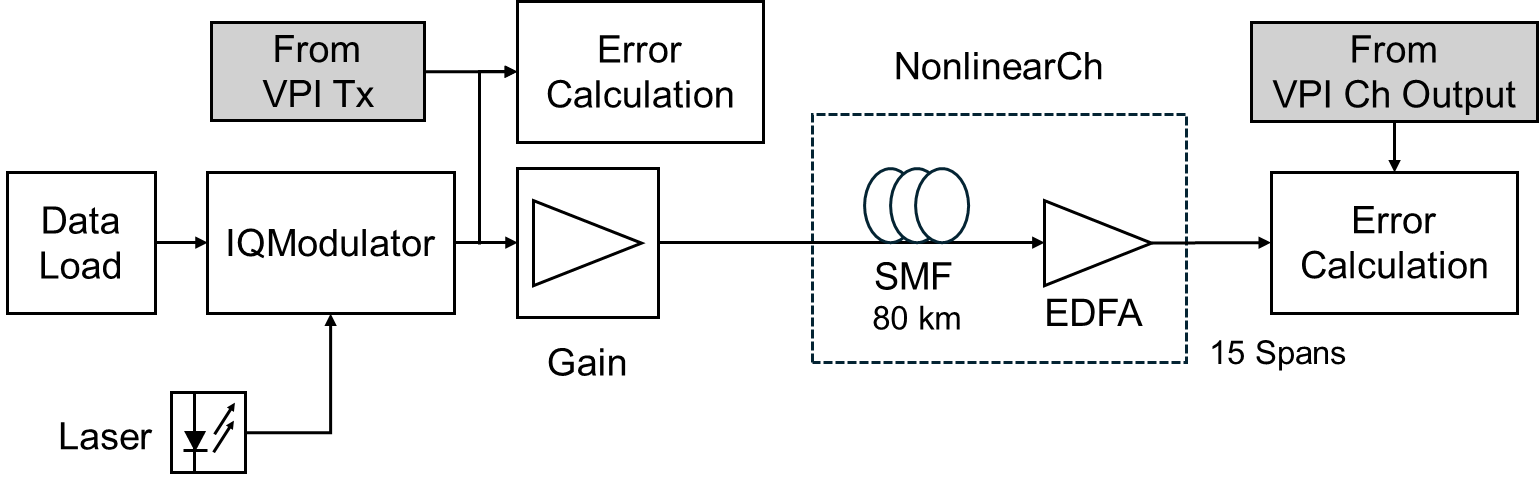 From
VPI Tx
Error
Calculation
NonlinearCh
From
VPI Ch Output
Data
Load
IQModulator
Gain
SMF
80 km
EDFA
Error
Calculation
15 Spans
Laser